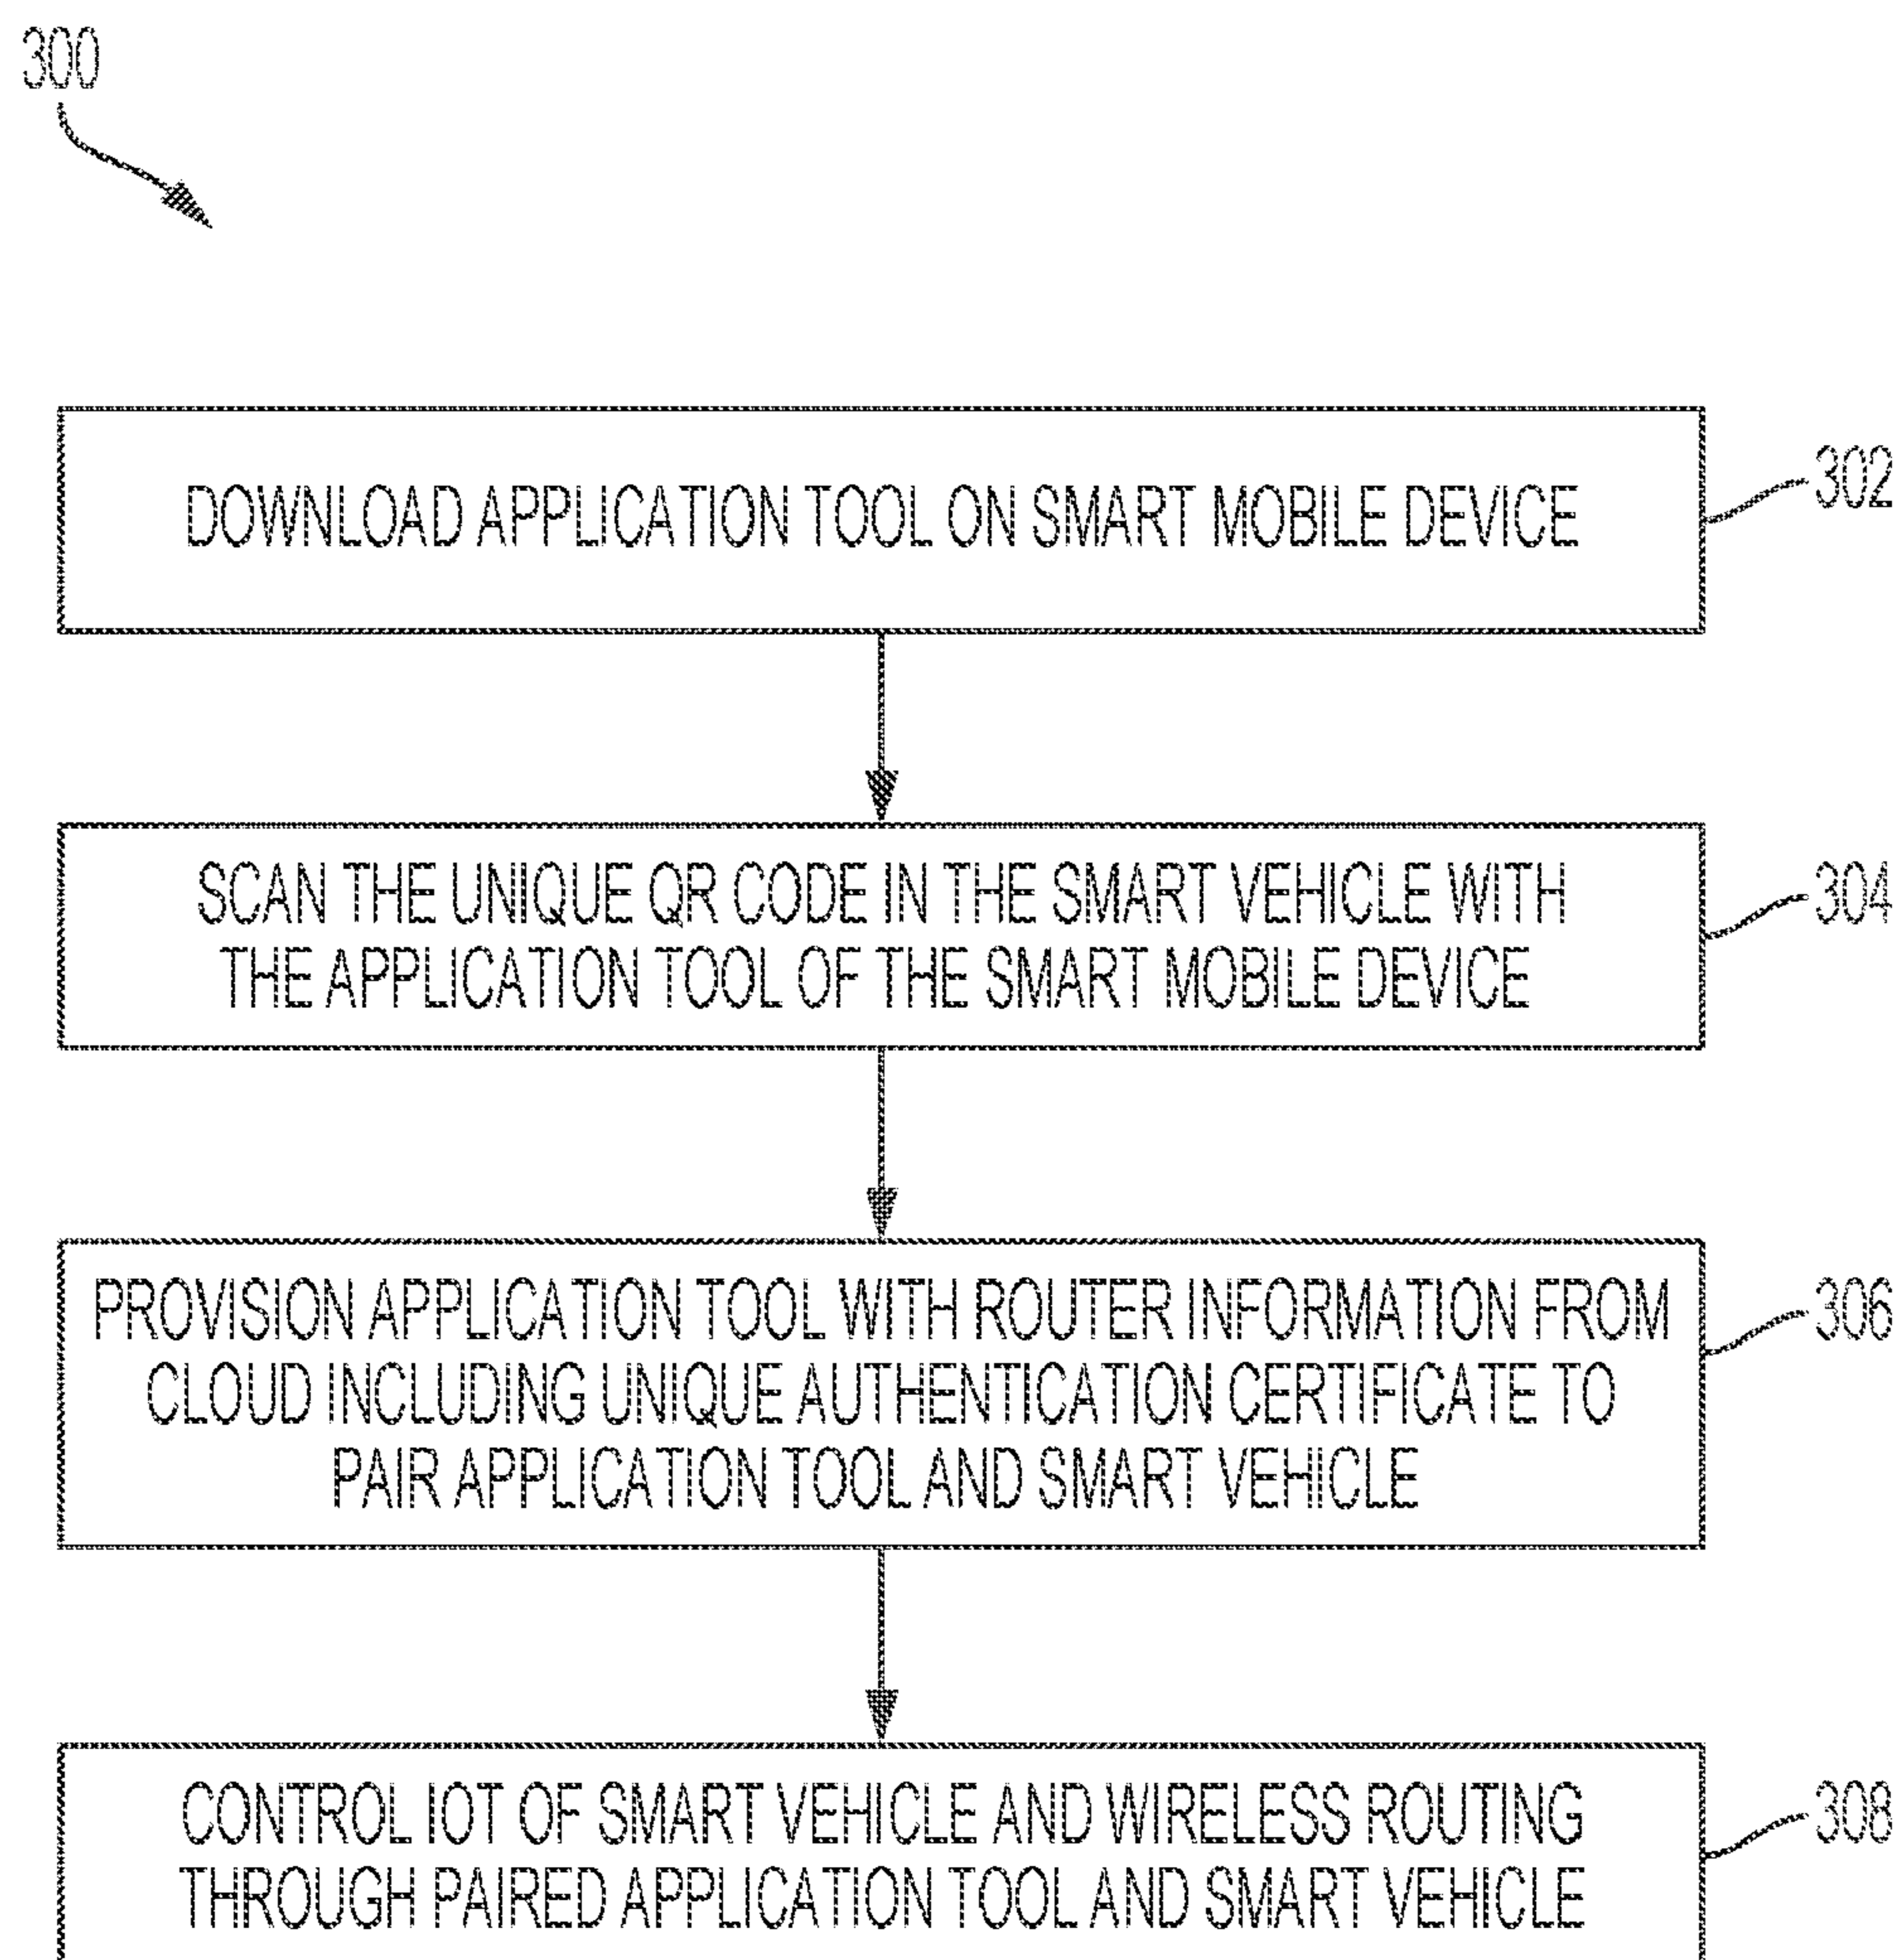 300
DOWNLOAD APPLICATION TOOL ON SMART MOBILE DEVICE
302
SCAN THE UNIQUE QR CODE IN THE SMART VEHICLE WITH
THE APPLICATION TOOL OF THE SMART MOBILE DEVICE
304
PROVISION APPLICATION TOOL WITH ROUTER INFORMATION FROM
CLOUD INCLUDING UNIQUE AUTHENTICATION CERTIFICATE TO
PAIR APPLICATION TOOL AND SMART VEHICLE
306
CONTROL IOT OF SMART VEHICLE AND WIRELESS ROUTING
THROUGH PAIRED APPLICATION TOOL AND SMART VEHICLE
308